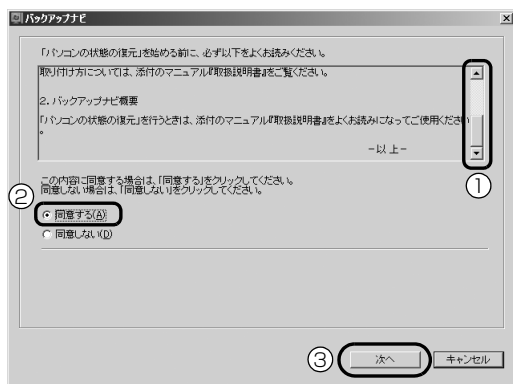 バックアップナビ
「パソコンの状態の復元」を始める前に、必ず以下をよくお読みください。
取り付け方については、添付のマニュアル『取扱説明書』をご覧ください。
2. バックアップナビ概要
「パソコンの状態の復元」を行うときは、添付のマニュアル『取扱説明書』をよくお読みになってご使用ください
。
-以上-
①
この内容に同意する場合は、「同意する」をクリックしてください。
同意しない場合は、「同意しない」をクリックしてください。
②
同意する(A)
同意しない(D)
③
次へ
キャンセル